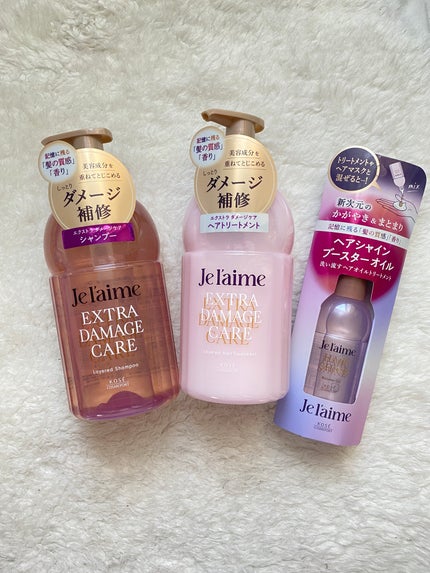 記憶に残る
「髪の質感」
「香り」
美容成分を
重ねてとじこめる
しっとり
ダメージ
補修
エクストラ ダメージケア
シャンプー
Je l'aime
EXTRA
DAMAGE
CARE
Layered Shampoo
KOSÉ
COSMEPORT
記憶に残る
「髪の質感」
「香り」
美容成分を
重ねてとじこめる
しっとり
ダメージ
補修
エクストラ ダメージケア
ヘアトリートメント
Je l'aime
EXTRA
DAMAGE
CARE
Layered Hair Treatment
KOSÉ
トリートメントや
ヘアマスクと
混ぜると…!
mix
新次元の
かがやき&まとまり
記憶に残る「髪の質感」「香り」
ヘアシャイン
ブースターオイル
洗い流すヘアオイルトリートメント
Je l'aime
Je l'aime
KOSÉ
COSMEPORT